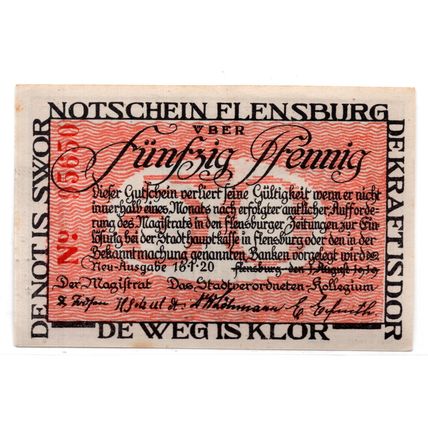 NOTSCHEIN FLENSBURG
ÜBER
Fünfzig Pfennig
Dieser Gutschein verliert seine Gültigkeit wenn er nicht
innerhalb eines Monats nach erfolgter amtlicher Aufforde-
rung des Magistrats in den Flensburger Zeitungen zur Ein-
lösung bei der Stadthauptkasse in Flensburg oder den in der
Bekanntmachung genannten Banken vorgelegt wird
Neu-Ausgabe 18·1·20 Flensburg den 1 August 1919
Der Magistrat Das Stadtverordneten-Kollegium
DE NOT IS SWOR
DE KRAFT IS DOR
DE WEG IS KLOR